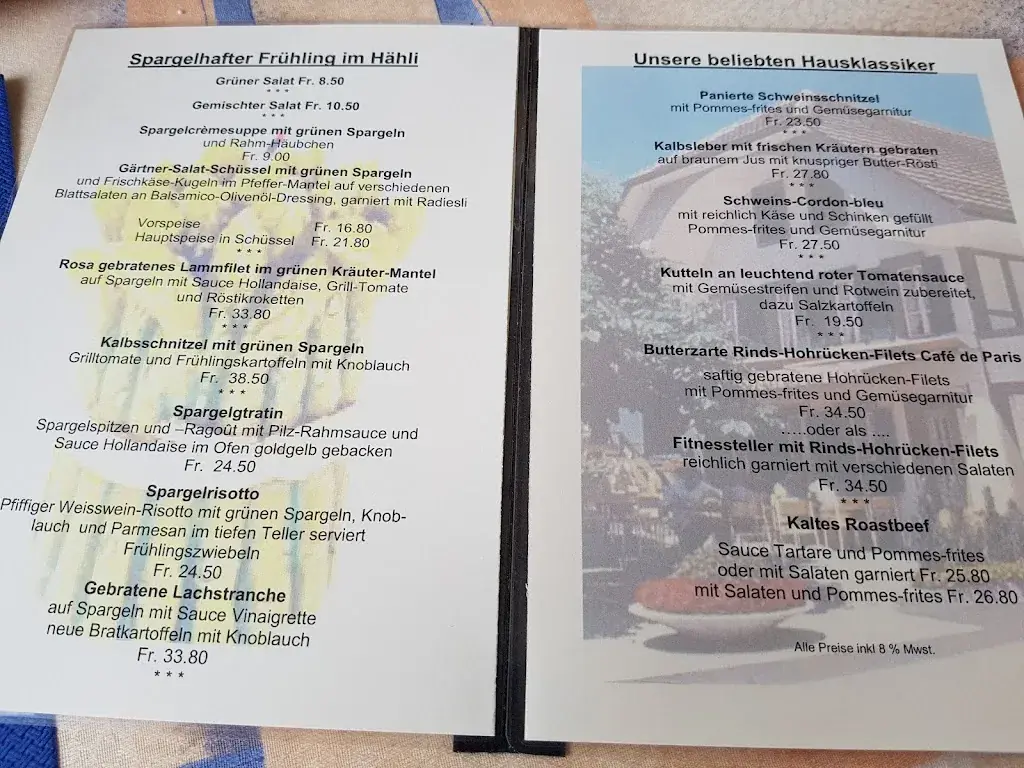 Spargelhafter Frühling im Hähli
Grüner Salat Fr. 8.50
* * *
Gemischter Salat Fr. 10.50
* * *
Spargelcrèmesuppe mit grünen Spargeln
und Rahm-Häubchen
Fr. 9.00
Gärtner-Salat-Schüssel mit grünen Spargeln
und Frischkäse-Kugeln im Pfeffer-Mantel auf verschiedenen
Blattsalaten an Balsamico-Olivenöl-Dressing, garniert mit Radiesli
Vorspeise Fr. 16.80
Hauptspeise in Schüssel Fr. 21.80
* * *
Rosa gebratenes Lammfilet im grünen Kräuter-Mantel
auf Spargeln mit Sauce Hollandaise, Grill-Tomate
und Röstikroketten
Fr. 33.80
* * *
Kalbsschnitzel mit grünen Spargeln
Grilltomate und Frühlingskartoffeln mit Knoblauch
Fr. 38.50
* * *
Spargelgtratin
Spargelspitzen und –Ragoût mit Pilz-Rahmsauce und
Sauce Hollandaise im Ofen goldgelb gebacken
Fr. 24.50
Spargelrisotto
Pfiffiger Weisswein-Risotto mit grünen Spargeln, Knob-
lauch und Parmesan im tiefen Teller serviert
Frühlingszwiebeln
Fr. 24.50
Gebratene Lachstranche
auf Spargeln mit Sauce Vinaigrette
neue Bratkartoffeln mit Knoblauch
Fr. 33.80
* * *
Unsere beliebten Hausklassiker
Panierte Schweinsschnitzel
mit Pommes-frites und Gemüsegarnitur
Fr. 23.50
* * *
Kalbsleber mit frischen Kräutern gebraten
auf braunem Jus mit knuspriger Butter-Rösti
Fr. 27.80
* * *
Schweins-Cordon-bleu
mit reichlich Käse und Schinken gefüllt
Pommes-frites und Gemüsegarnitur
Fr. 27.50
* * *
Kutteln an leuchtend roter Tomatensauce
mit Gemüsestreifen und Rotwein zubereitet,
dazu Salzkartoffeln
Fr. 19.50
* * *
Butterzarte Rinds-Hohrücken-Filets Café de Paris
saftig gebratene Hohrücken-Filets
mit Pommes-frites und Gemüsegarnitur
Fr. 34.50
.....oder als ....
Fitnessteller mit Rinds-Hohrücken-Filets
reichlich garniert mit verschiedenen Salaten
Fr. 34.50
* * *
Kaltes Roastbeef
Sauce Tartare und Pommes-frites
oder mit Salaten garniert Fr. 25.80
mit Salaten und Pommes-frites Fr. 26.80
Alle Preise inkl 8 % Mwst.